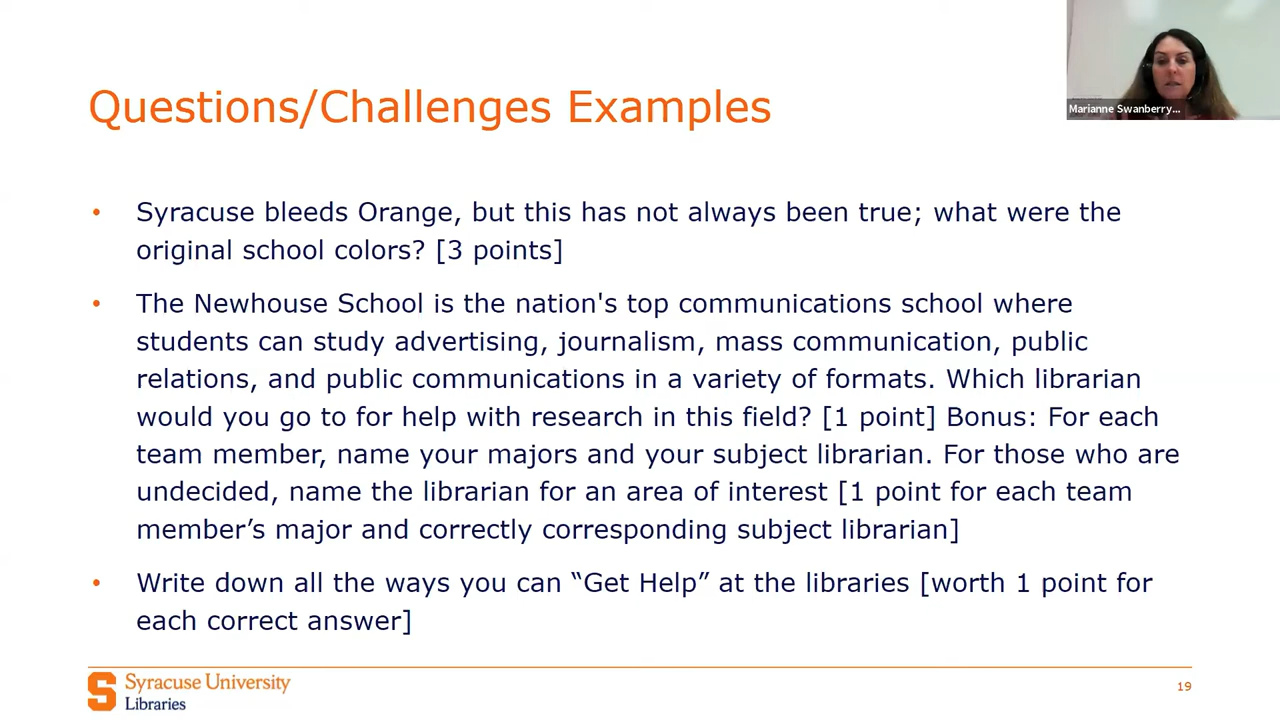 Marianne Swanberry...
Questions/Challenges Examples
• Syracuse bleeds Orange, but this has not always been true; what were the
original school colors? [3 points]
• The Newhouse School is the nation's top communications school where
students can study advertising, journalism, mass communication, public
relations, and public communications in a variety of formats. Which librarian
would you go to for help with research in this field? [1 point] Bonus: For each
team member, name your majors and your subject librarian. For those who are
undecided, name the librarian for an area of interest [1 point for each team
member’s major and correctly corresponding subject librarian]
• Write down all the ways you can “Get Help” at the libraries [worth 1 point for
each correct answer]
S Syracuse University
Libraries
19